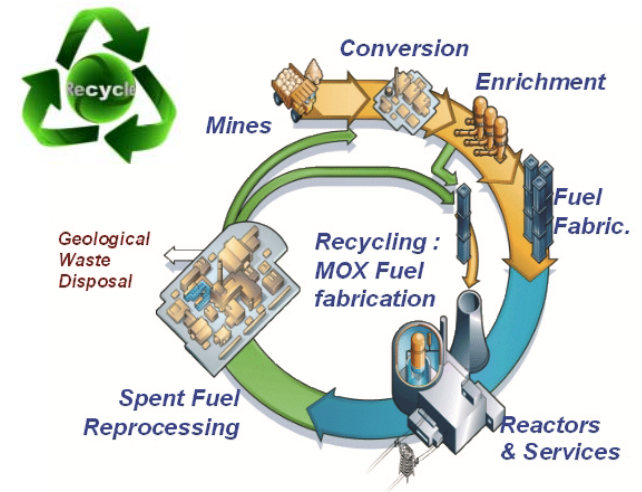 Recycle
Conversion
Enrichment
Mines
Fuel
Fabric.
Geological
Waste
Disposal
Recycling :
MOX Fuel
fabrication
Spent Fuel
Reprocessing
Reactors
& Services